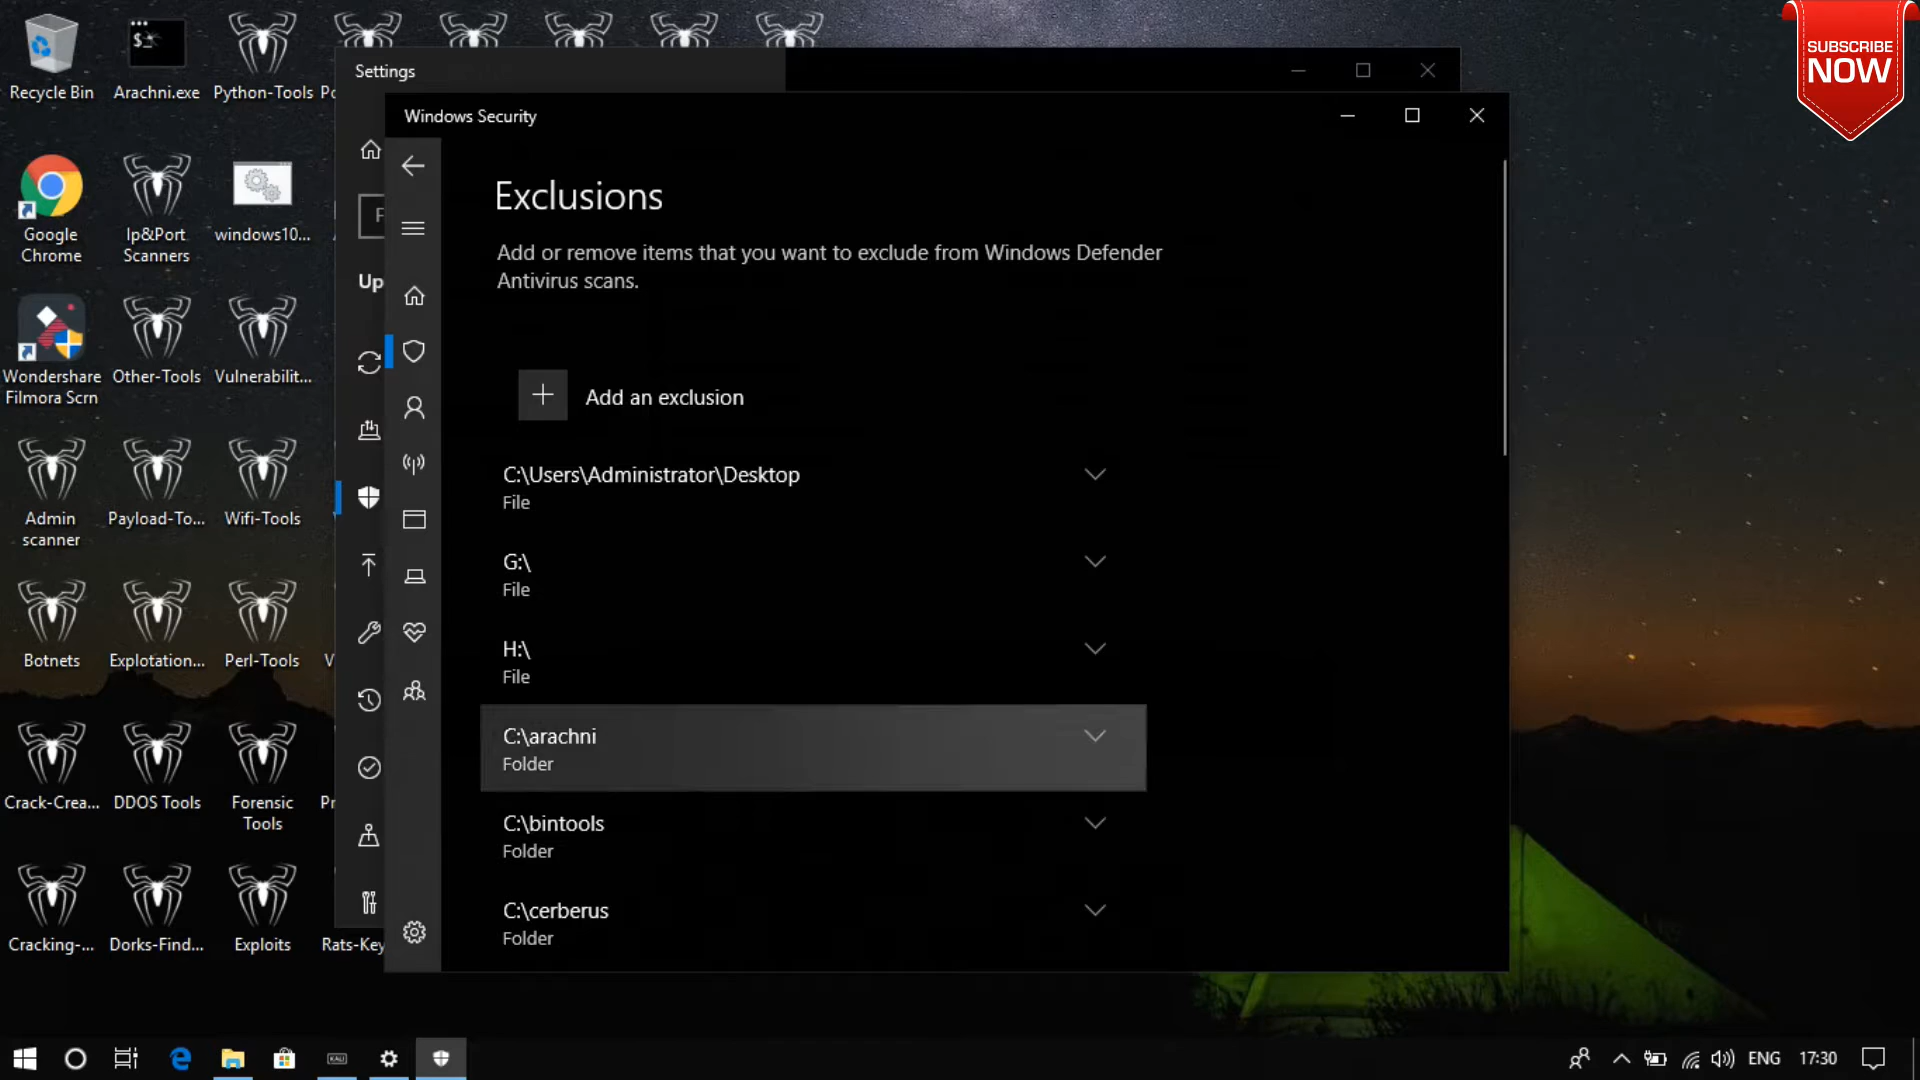 Recycle Bin
Arachni.exe
Python-Tools
Google
Chrome
Ip&Port
Scanners
windows10...
Wondershare
Filmora Scrn
Other-Tools
Vulnerabilit...
Admin
scanner
Payload-To...
Wifi-Tools
Botnets
Explotation...
Perl-Tools
Crack-Crea...
DDOS Tools
Forensic
Tools
Cracking-...
Dorks-Find...
Exploits
Rats-Key
Settings
Up
Windows Security
Exclusions
Add or remove items that you want to exclude from Windows Defender
Antivirus scans.
Add an exclusion
C:\Users\Administrator\Desktop
File
G:\
File
H:\
File
C:\arachni
Folder
C:\bintools
Folder
C:\cerberus
Folder
SUBSCRIBE
NOW
KALI
ENG
17:30